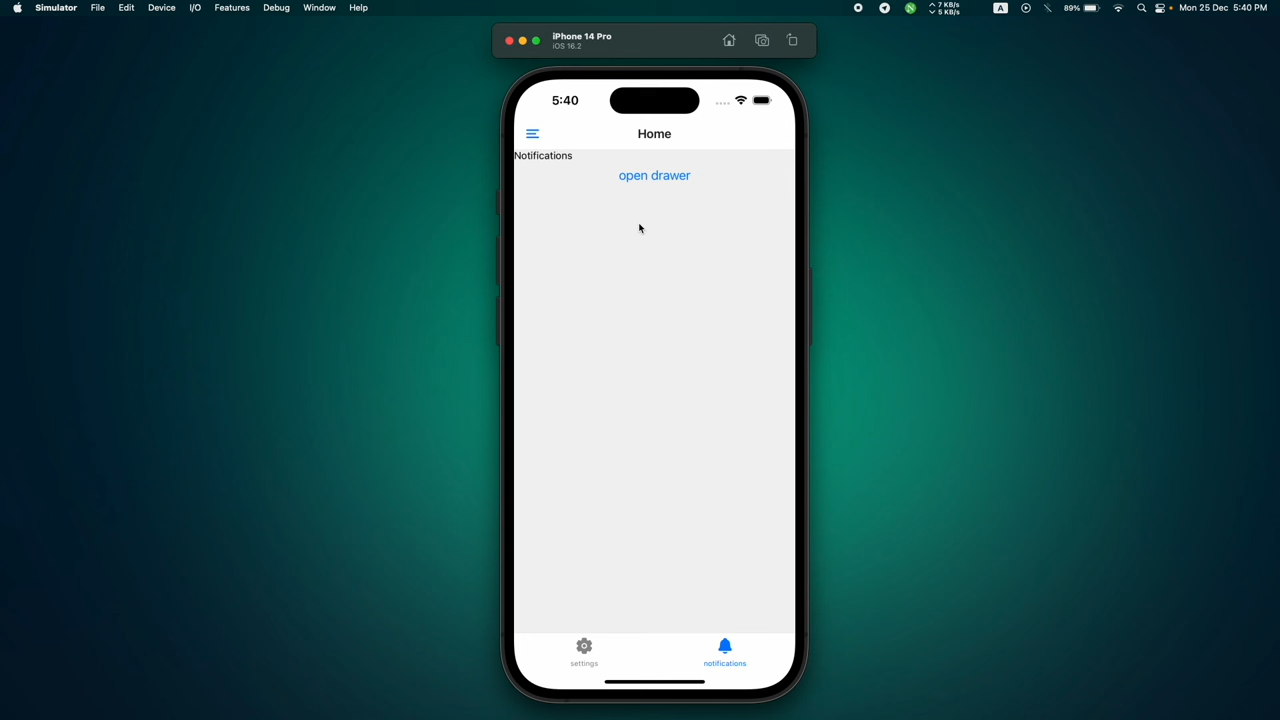 Simulator File Edit Device I/O Features Debug Window Help
7 KB/s
5 KB/s
A
89%
Mon 25 Dec 5:40 PM
iPhone 14 Pro
iOS 16.2
5:40
Home
Notifications
open drawer
settings
notifications